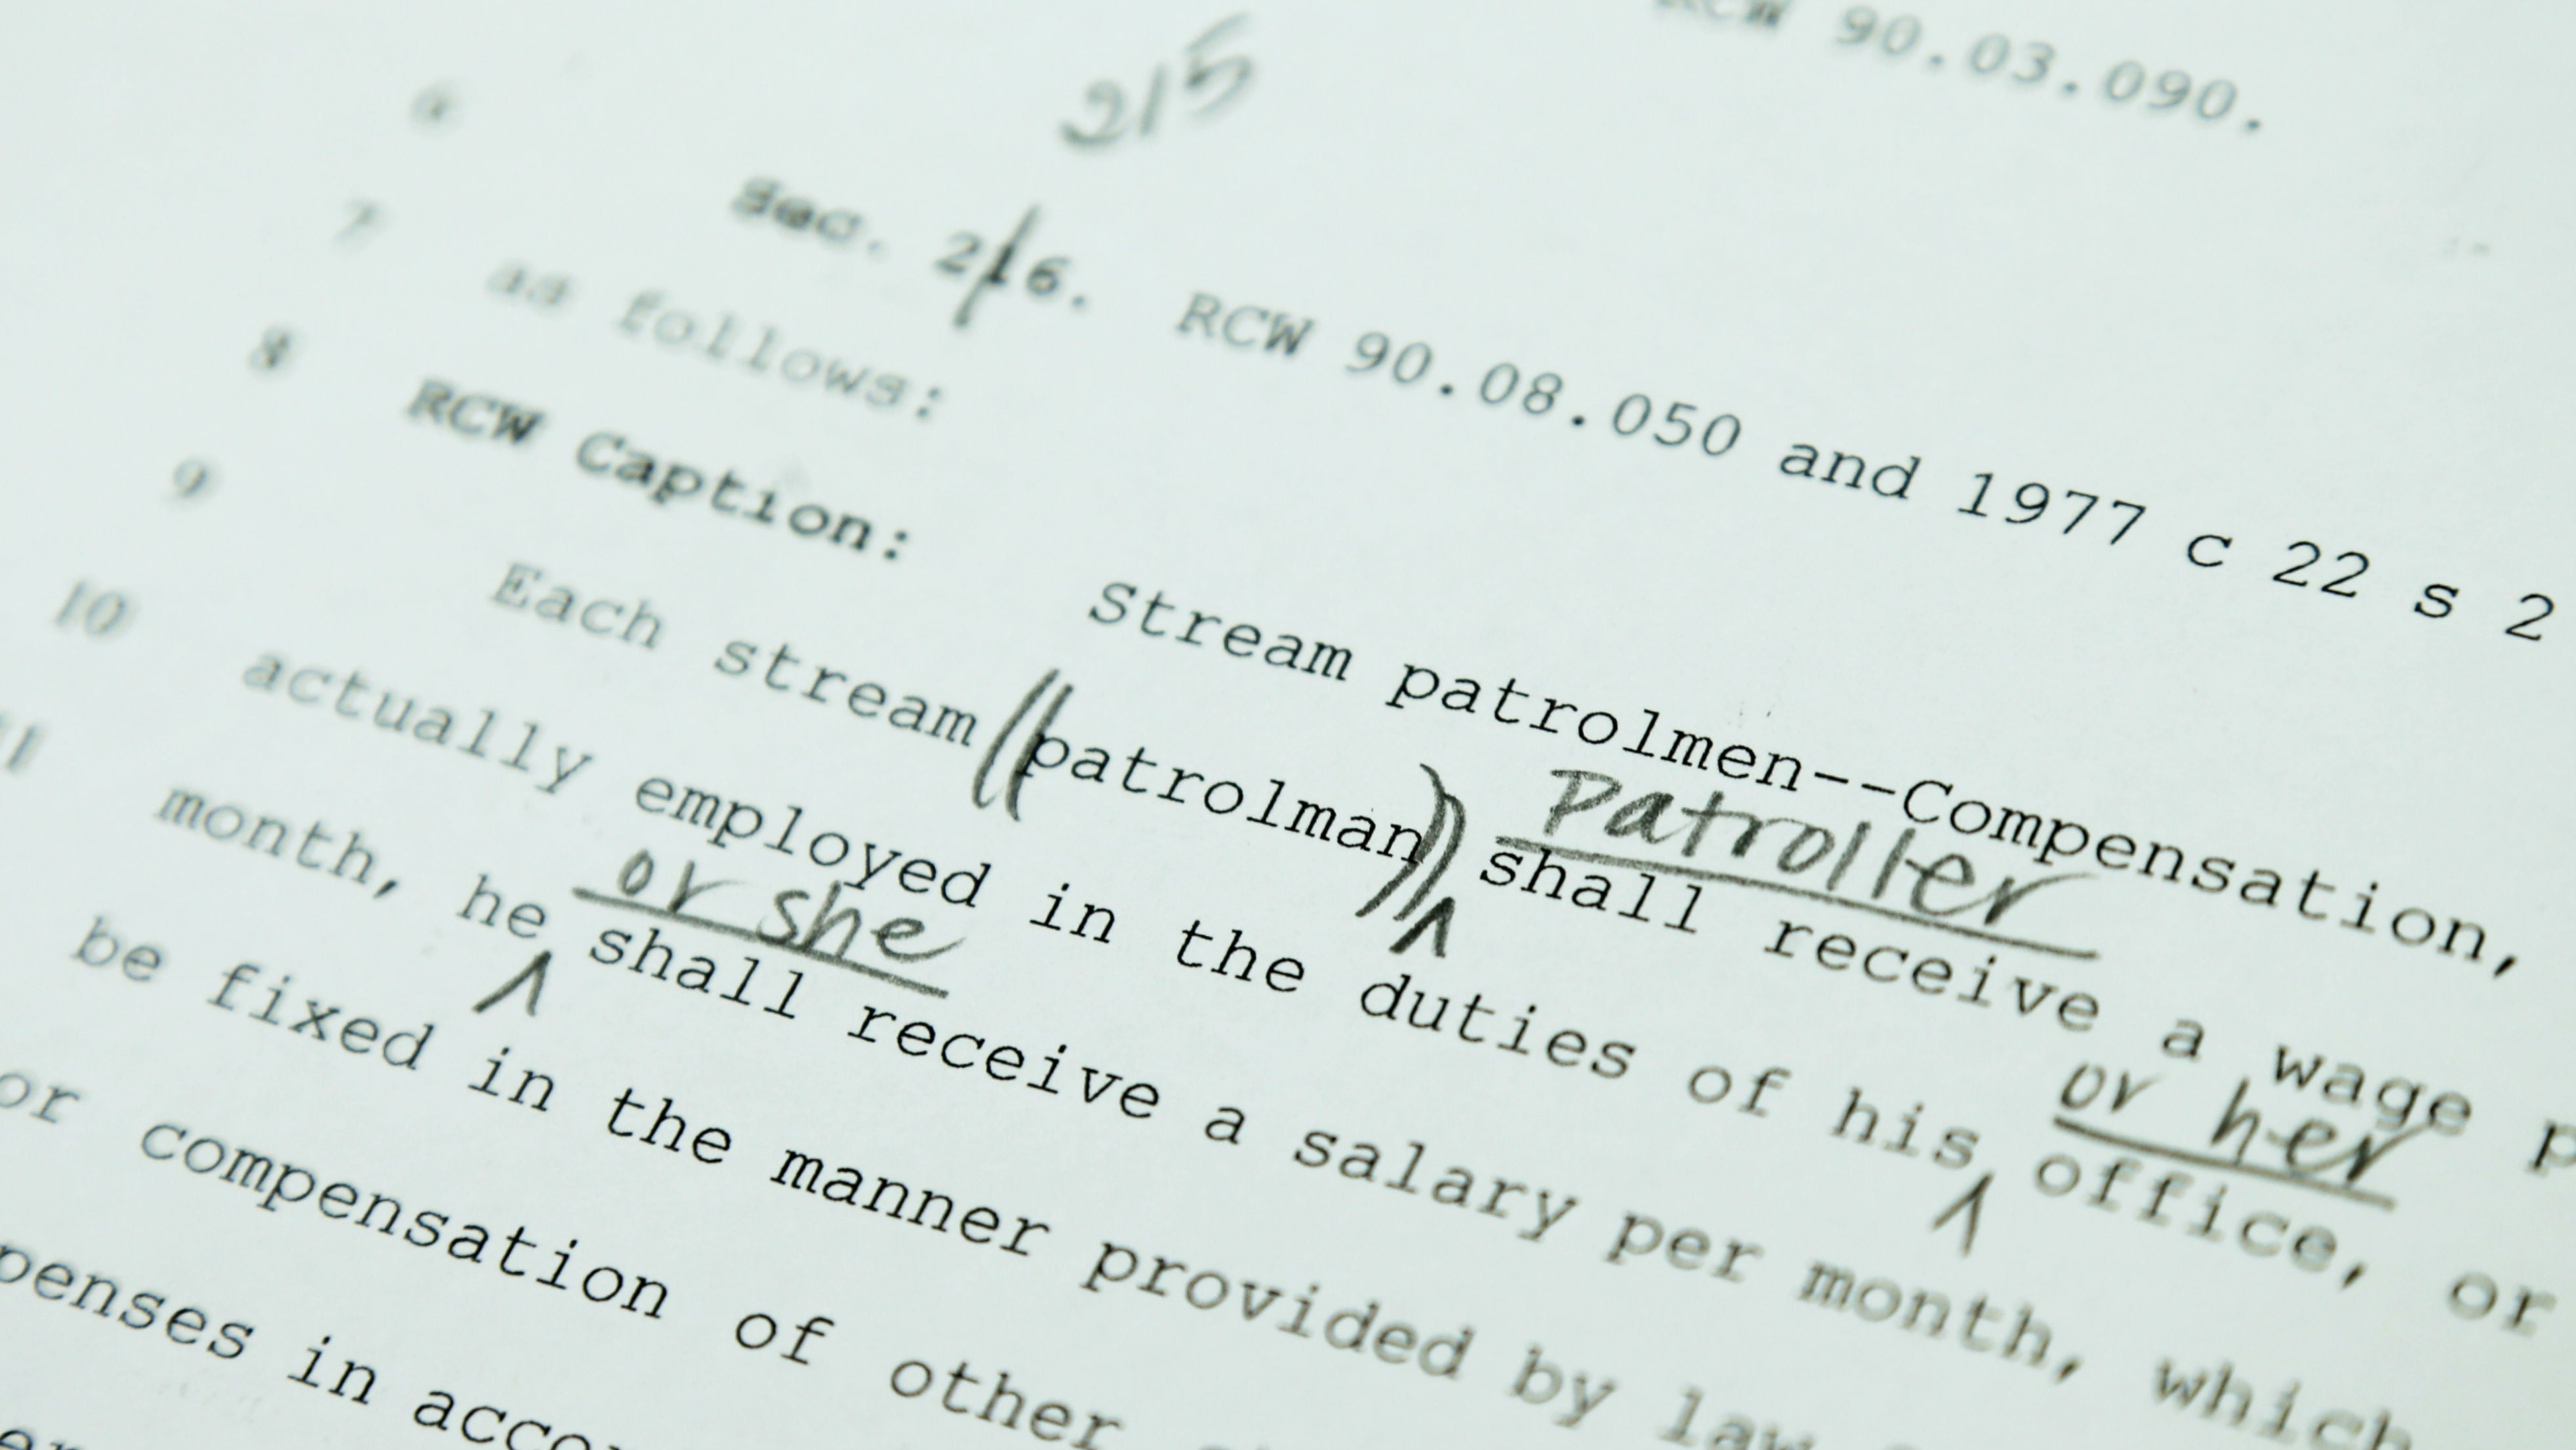 RCW 90.03.090.
215
6 Sec. 216. RCW 90.08.050 and 1977 c 22 s 2
7 as follows:
8 RCW Caption: Stream patrolmen--Compensation,
patroller
9 Each stream ((patrolman)) shall receive a wage p
or her
10 actually employed in the duties of his office, or
or she
11 month, he shall receive a salary per month, which
be fixed in the manner provided by law
or compensation of other
penses in acco